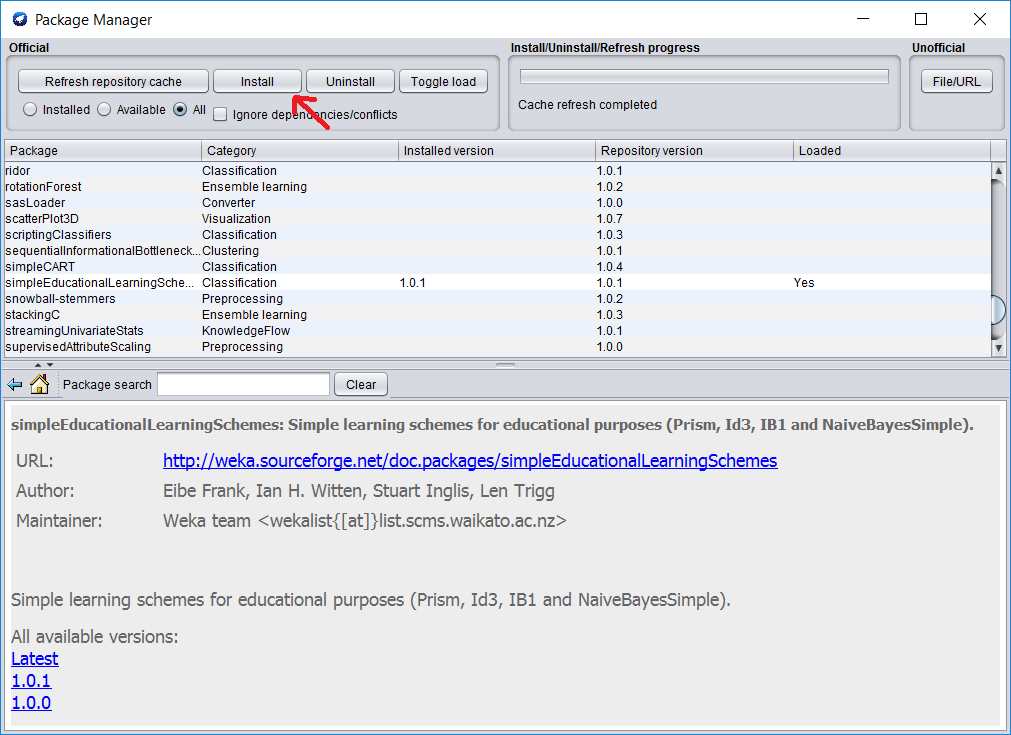 Package Manager
Official
Install/Uninstall/Refresh progress
Unofficial
Refresh repository cache Install Uninstall Toggle load
File/URL
Installed Available All Ignore dependencies/conflicts
Cache refresh completed
Package Category Installed version Repository version Loaded
ridor Classification 1.0.1
rotationForest Ensemble learning 1.0.2
sasLoader Converter 1.0.0
scatterPlot3D Visualization 1.0.7
scriptingClassifiers Classification 1.0.3
sequentialInformationalBottleneck... Clustering 1.0.1
simpleCART Classification 1.0.4
simpleEducationalLearningSche... Classification 1.0.1 1.0.1 Yes
snowball-stemmers Preprocessing 1.0.2
stackingC Ensemble learning 1.0.3
streamingUnivariateStats KnowledgeFlow 1.0.1
supervisedAttributeScaling Preprocessing 1.0.0
Package search Clear
simpleEducationalLearningSchemes: Simple learning schemes for educational purposes (Prism, Id3, IB1 and NaiveBayesSimple).
URL: http://weka.sourceforge.net/doc.packages/simpleEducationalLearningSchemes
Author: Eibe Frank, Ian H. Witten, Stuart Inglis, Len Trigg
Maintainer: Weka team <wekalist{[at]}list.scms.waikato.ac.nz>
Simple learning schemes for educational purposes (Prism, Id3, IB1 and NaiveBayesSimple).
All available versions:
Latest
1.0.1
1.0.0